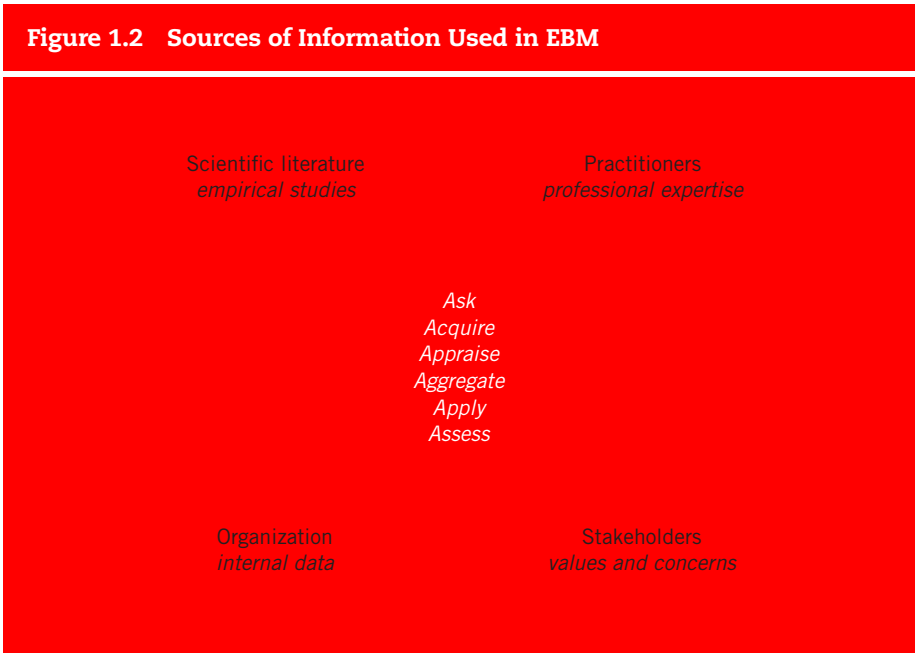 Figure 1.2 Sources of Information Used in EBM
Scientific literature
empirical studies
Practitioners
professional expertise
Ask
Acquire
Appraise
Aggregate
Apply
Assess
Organization
internal data
Stakeholders
values and concerns